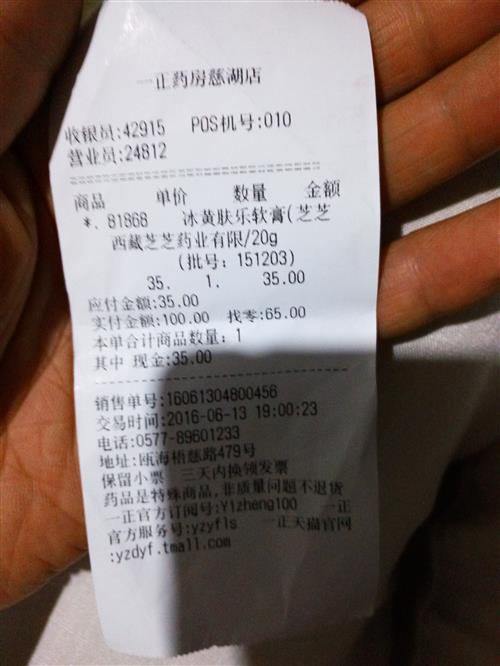 一正药房慈湖店
收银员:42915 POS机号:010
营业员:24812
商品 单价 数量 金额
*. 81868 冰黄肤乐软膏(芝芝
西藏芝芝药业有限/20g
(批号: 151203)
35. 1. 35.00
应付金额:35.00
实付金额:100.00 找零:65.00
本单合计商品数量: 1
其中 现金:35.00
销售单号:16061304800456
交易时间:2016-06-13 19:00:23
电话:0577-89601233
地址:瓯海梧慈路479号
保留小票 三天内换领发票
药品是特殊商品,非质量问题不退货
一正官方订阅号:Yizheng100 一正
官方服务号:yzyfls 一正天猫官网
:yzdyf.tmall.com